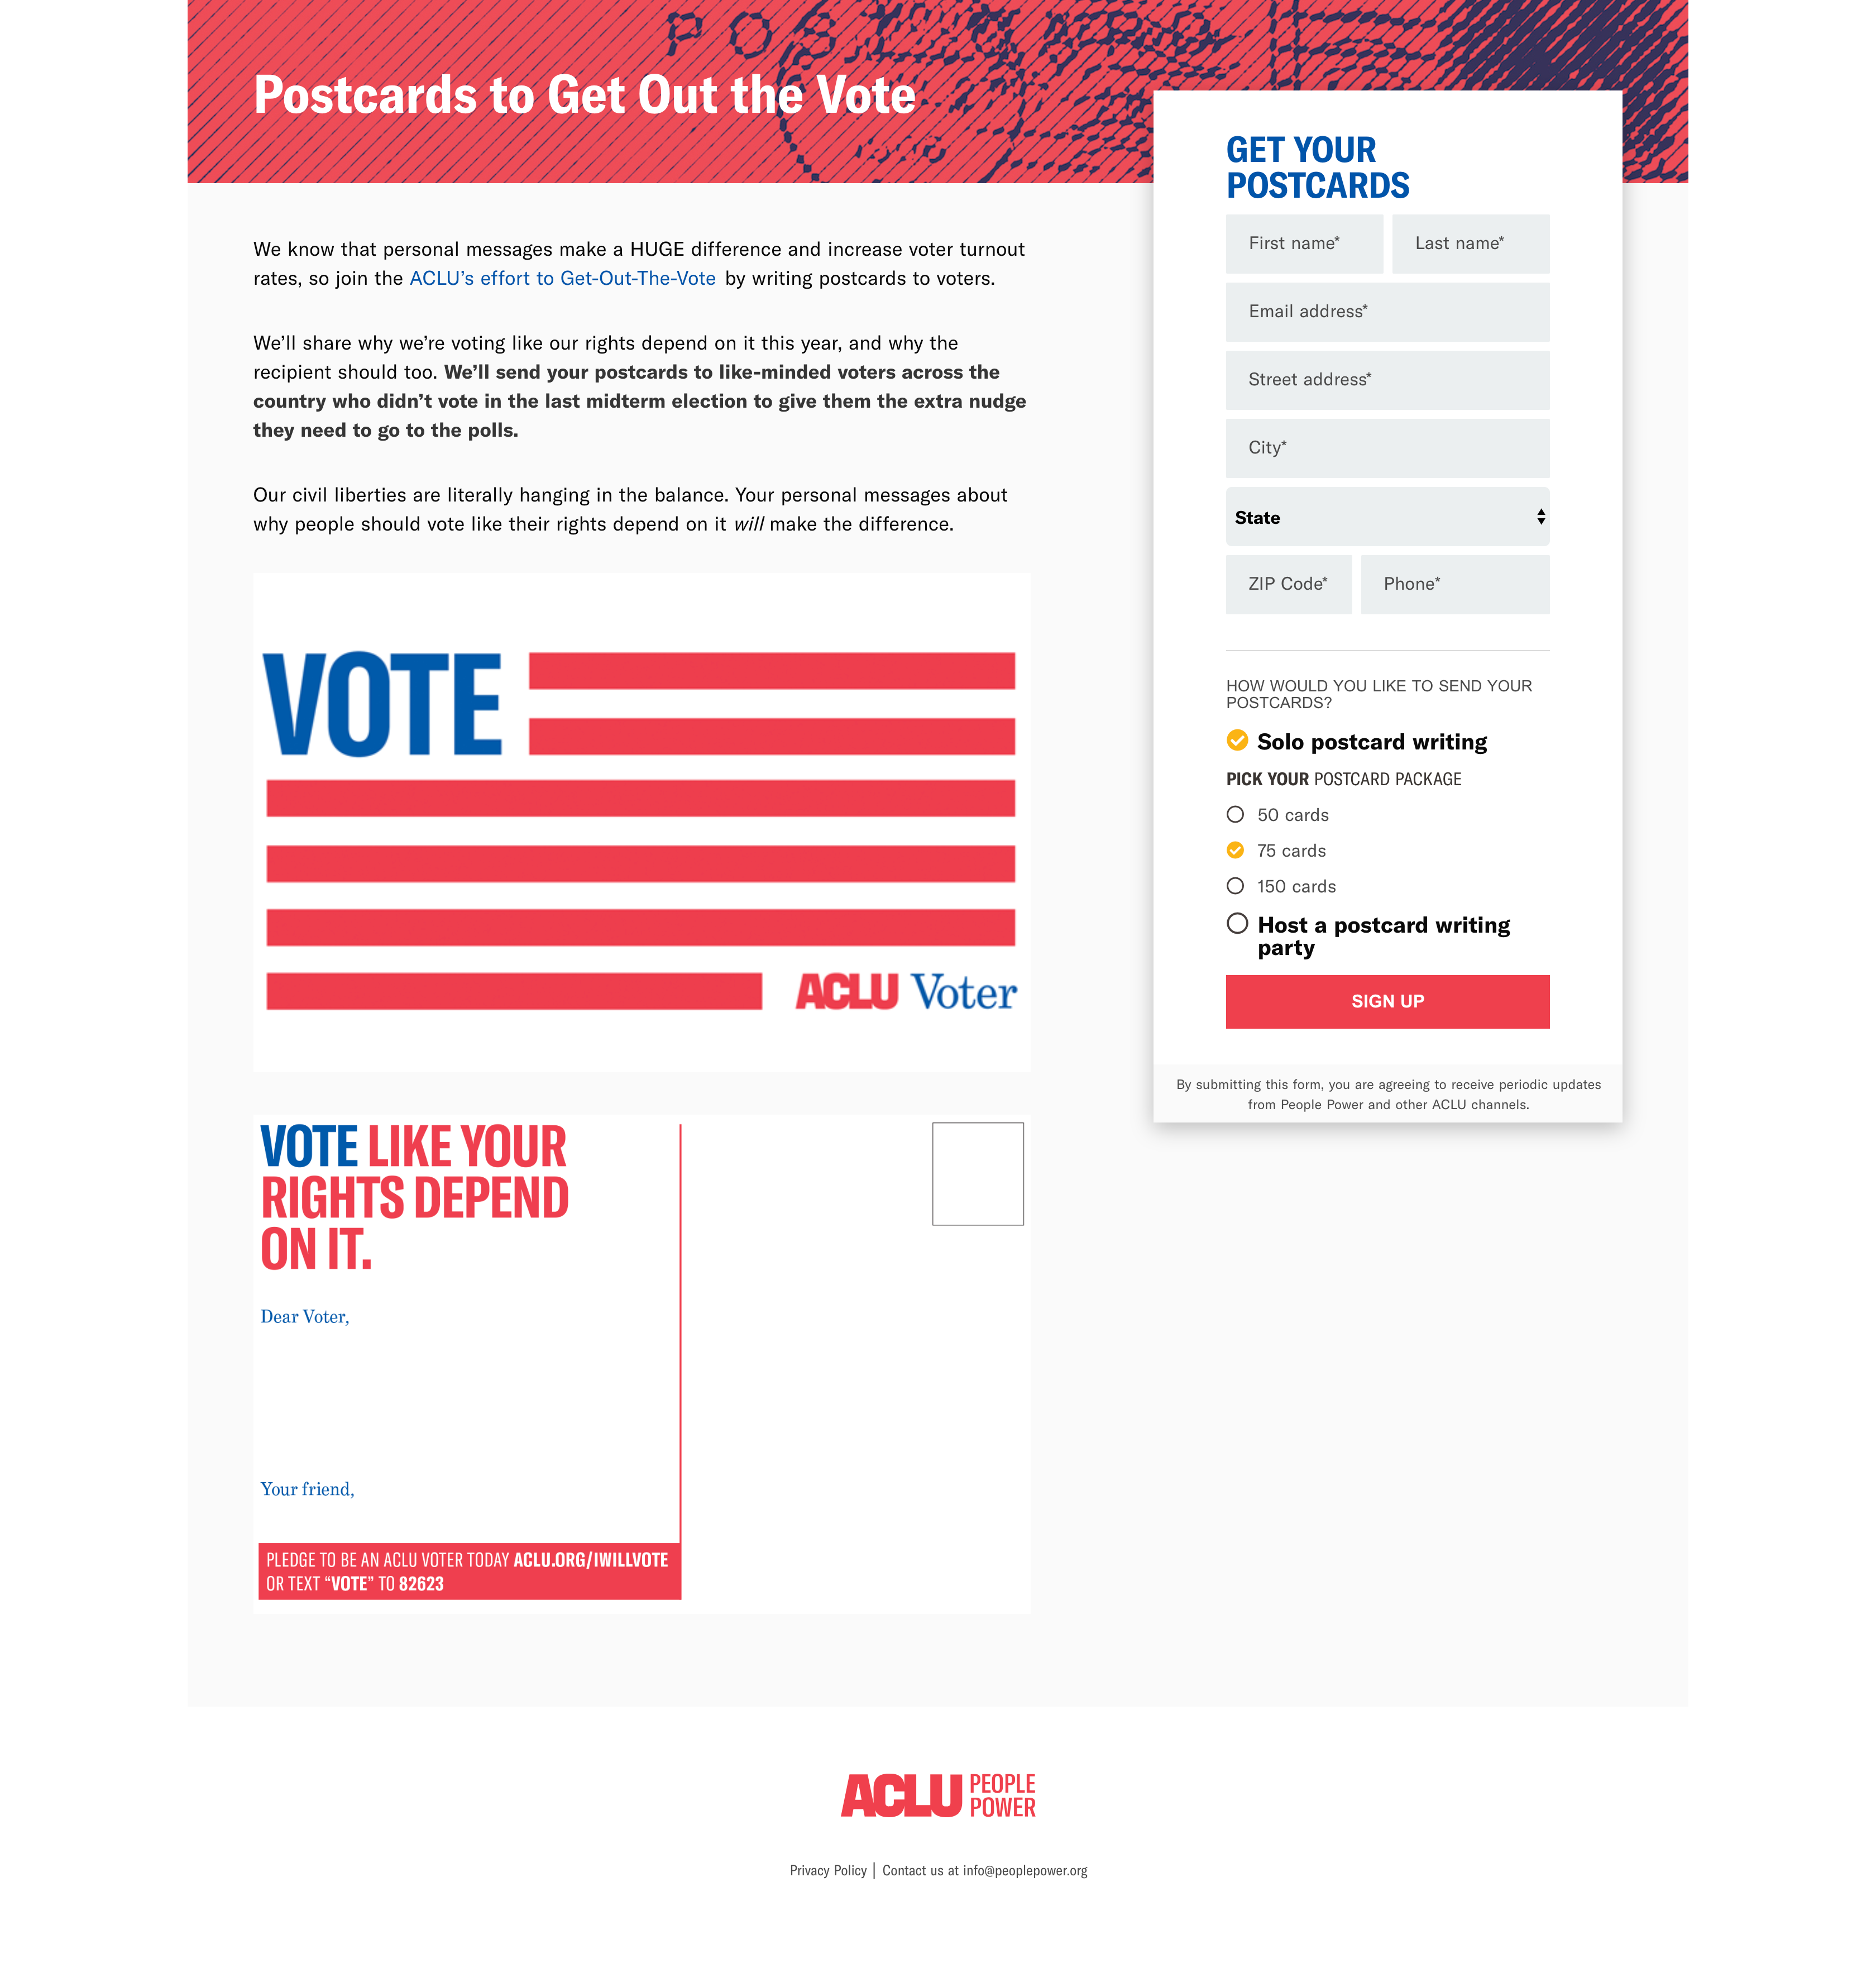 POSTCARD
Postcards to Get Out the Vote
We know that personal messages make a HUGE difference and increase voter turnout
rates, so join the ACLU’s effort to Get-Out-The-Vote by writing postcards to voters.
We’ll share why we’re voting like our rights depend on it this year, and why the
recipient should too. We’ll send your postcards to like-minded voters across the
country who didn’t vote in the last midterm election to give them the extra nudge
they need to go to the polls.
Our civil liberties are literally hanging in the balance. Your personal messages about
why people should vote like their rights depend on it will make the difference.
VOTE
ACLU Voter
VOTE LIKE YOUR
RIGHTS DEPEND
ON IT.
Dear Voter,
Your friend,
PLEDGE TO BE AN ACLU VOTER TODAY ACLU.ORG/IWILLVOTE
OR TEXT “VOTE” TO 82623
GET YOUR
POSTCARDS
First name*
Last name*
Email address*
Street address*
City*
State
ZIP Code*
Phone*
HOW WOULD YOU LIKE TO SEND YOUR
POSTCARDS?
Solo postcard writing
PICK YOUR POSTCARD PACKAGE
50 cards
75 cards
150 cards
Host a postcard writing
party
SIGN UP
By submitting this form, you are agreeing to receive periodic updates
from People Power and other ACLU channels.
ACLU PEOPLE
POWER
Privacy Policy | Contact us at info@peoplepower.org